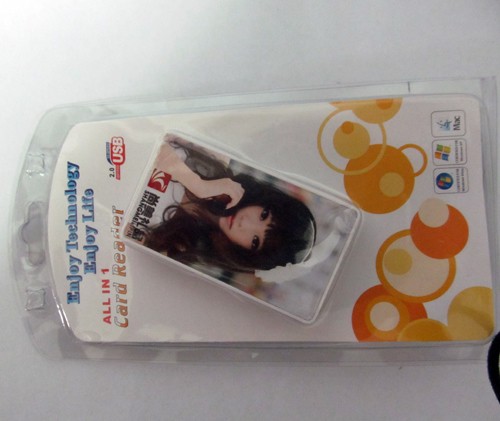 Enjoy Technology
Enjoy Life
ALL IN 1
Card Reader
2.0 USB
Mac